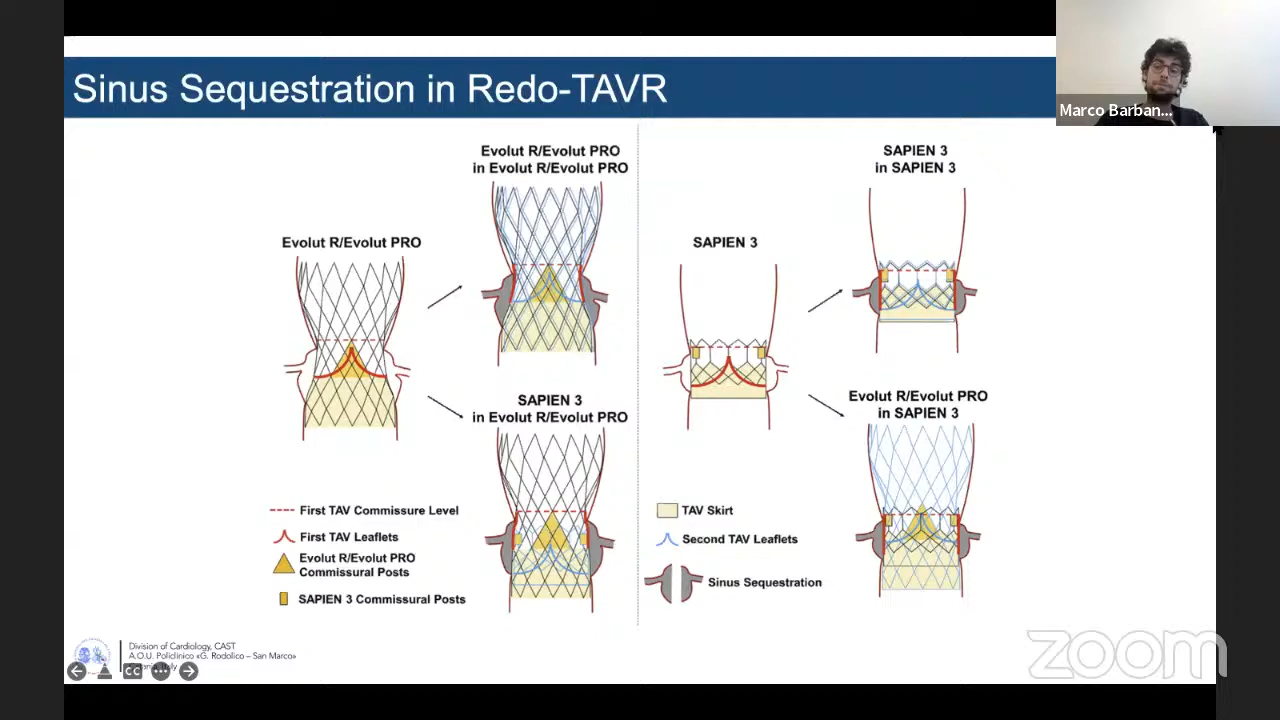 Sinus Sequestration in Redo-TAVR
Marco Barban...
Evolut R/Evolut PRO
Evolut R/Evolut PRO
in Evolut R/Evolut PRO
SAPIEN 3
in Evolut R/Evolut PRO
SAPIEN 3
SAPIEN 3
in SAPIEN 3
Evolut R/Evolut PRO
in SAPIEN 3
First TAV Commissure Level
First TAV Leaflets
Evolut R/Evolut PRO
Commissural Posts
SAPIEN 3 Commissural Posts
TAV Skirt
Second TAV Leaflets
Sinus Sequestration
Division of Cardiology, CAST
A.O.U. Policlinico «G. Rodolico – San Marco»
CC
zoom